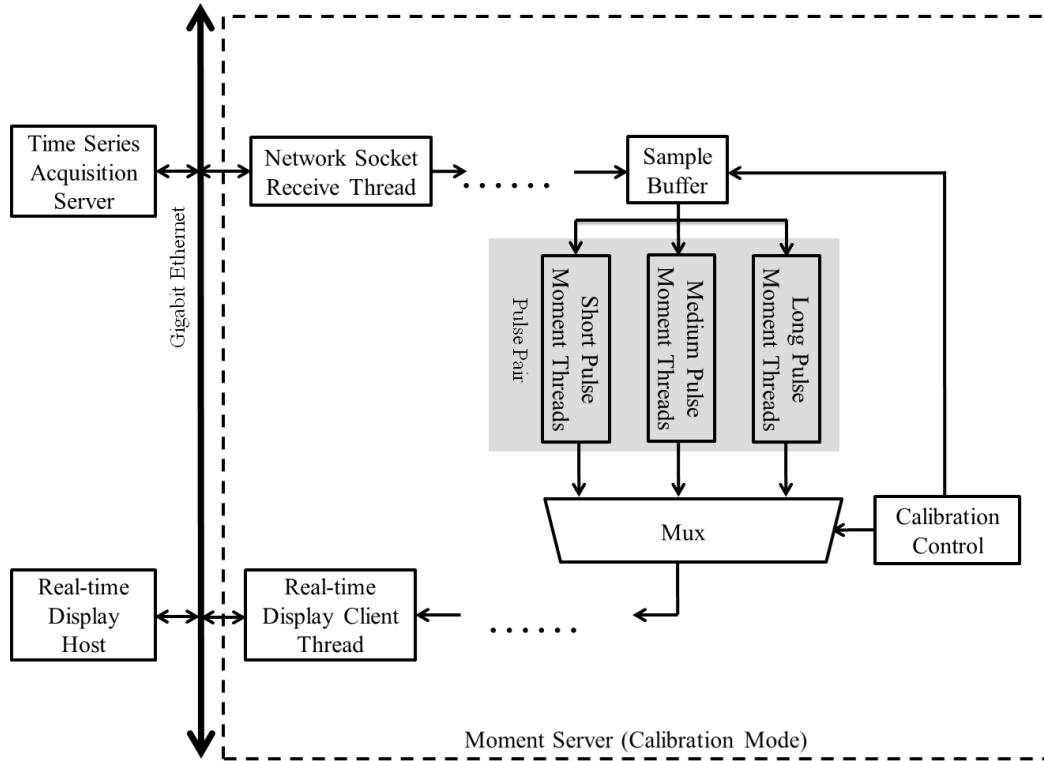 Time Series
Acquisition
Server
Network Socket
Receive Thread
. . . . . .
Sample
Buffer
Gigabit Ethernet
Pulse Pair
Short Pulse
Moment Threads
Medium Pulse
Moment Threads
Long Pulse
Moment Threads
Mux
Calibration
Control
Real-time
Display
Host
Real-time
Display Client
Thread
. . . . . .
Moment Server (Calibration Mode)